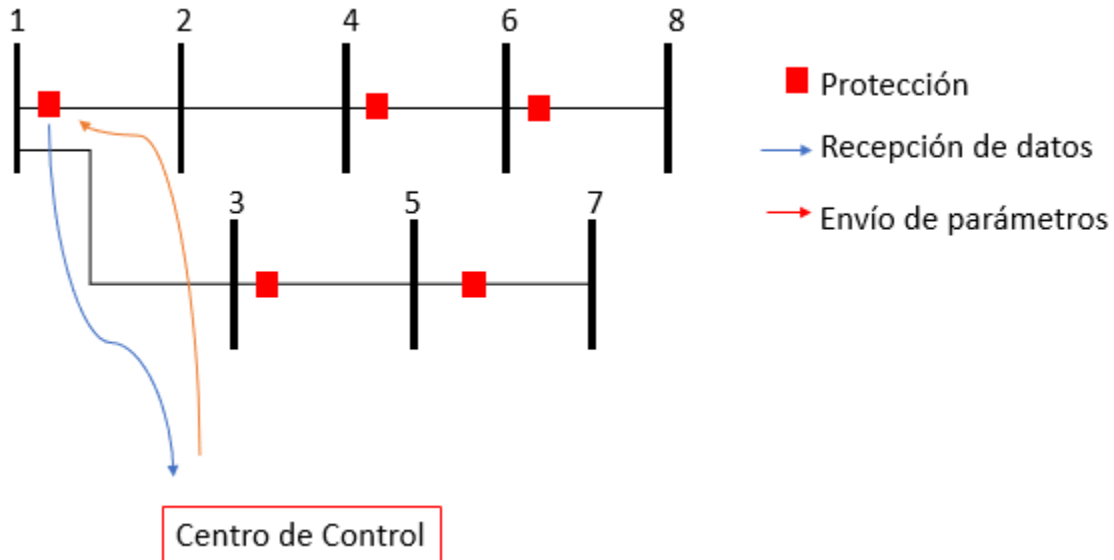 1 2 4 6 8
Protección
Recepción de datos
3 5 7
Envío de parámetros
Centro de Control